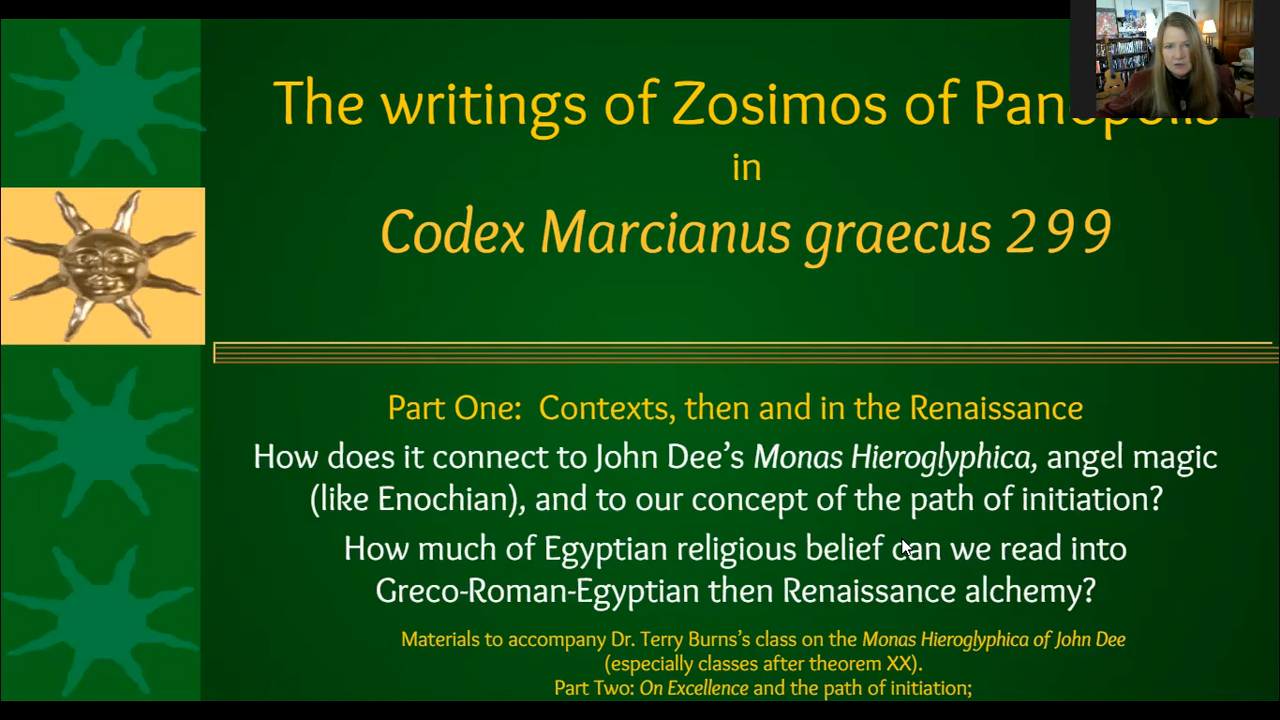 The writings of Zosimos of Panopolis
in
Codex Marcianus graecus 299
Part One: Contexts, then and in the Renaissance
How does it connect to John Dee's Monas Hieroglyphica, angel magic
(like Enochian), and to our concept of the path of initiation?
How much of Egyptian religious belief can we read into
Greco-Roman-Egyptian then Renaissance alchemy?
Materials to accompany Dr. Terry Burns's class on the Monas Hieroglyphica of John Dee
(especially classes after theorem XX).
Part Two: On Excellence and the path of initiation;